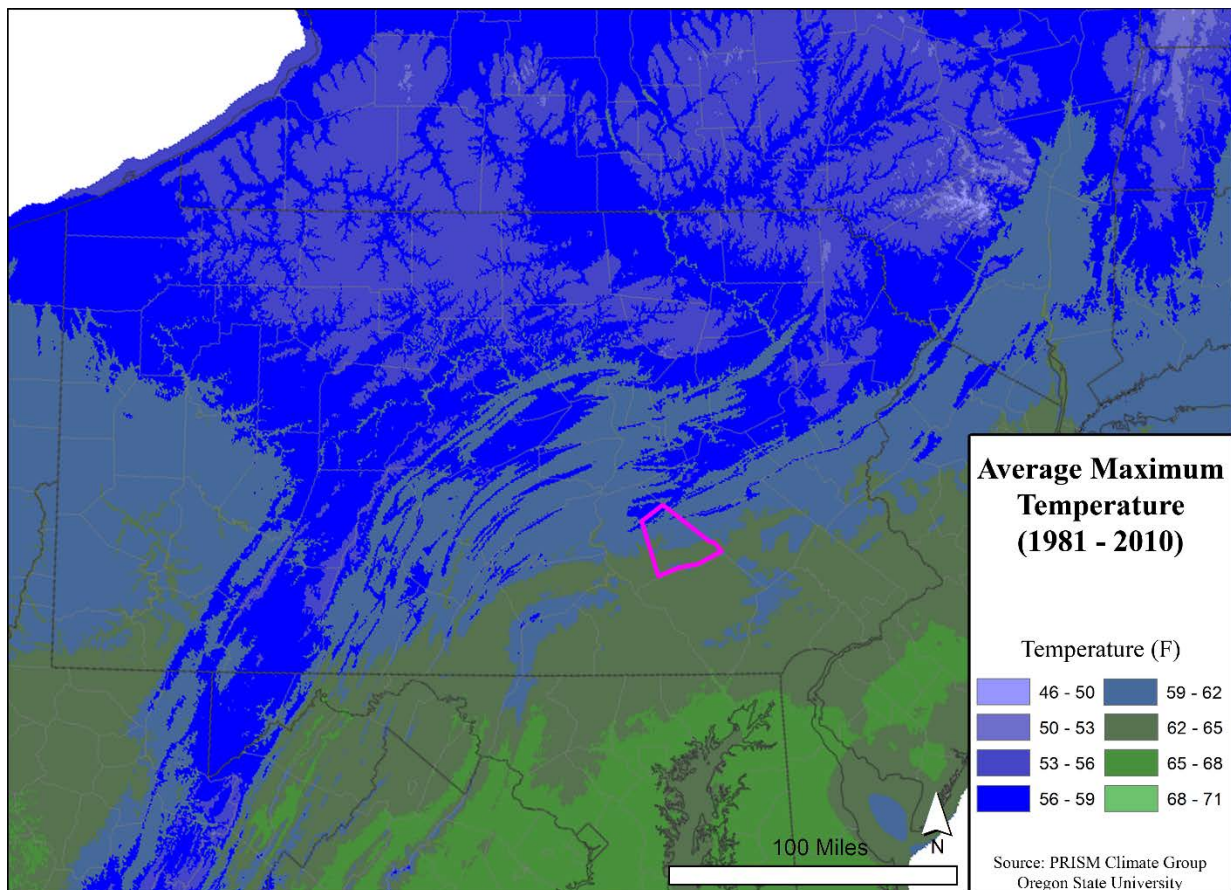 Average Maximum
Temperature
(1981 - 2010)
Temperature (F)
46 - 50
50 - 53
53 - 56
56 - 59
59 - 62
62 - 65
65 - 68
68 - 71
100 Miles
N
Source: PRISM Climate Group
Oregon State University